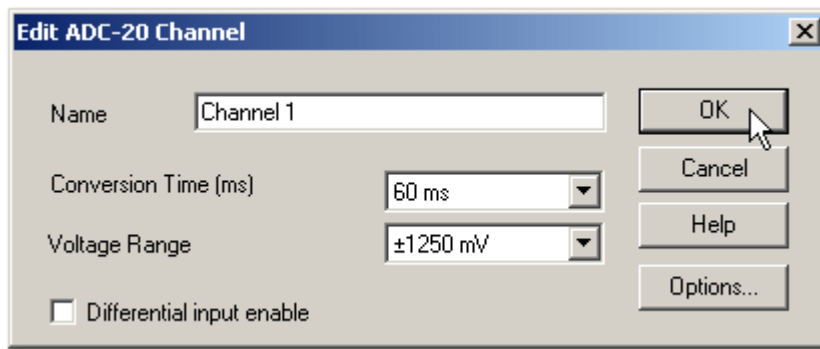 Edit ADC-20 Channel
Name
Channel 1
OK
Conversion Time (ms)
60 ms
Cancel
Voltage Range
±1250 mV
Help
Differential input enable
Options...